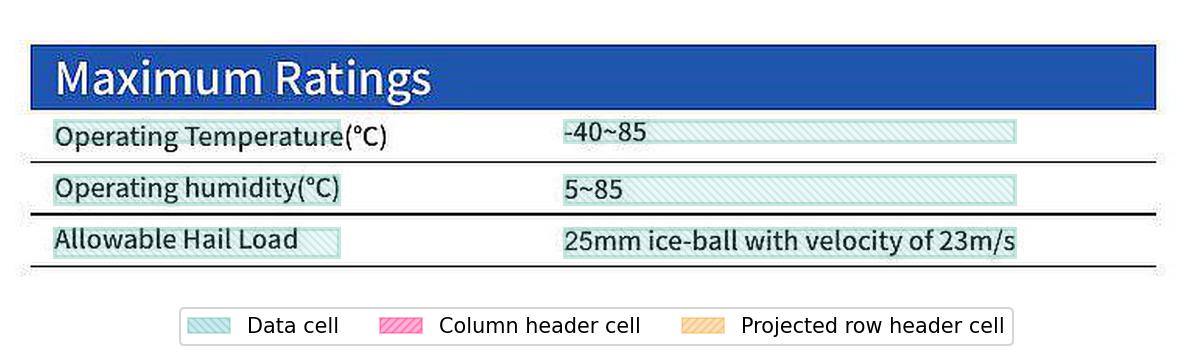 Maximum Ratings
Operating Temperature(°C) -40~85
Operating humidity(°C) 5~85
Allowable Hail Load 25mm ice-ball with velocity of 23m/s
Data cell Column header cell Projected row header cell